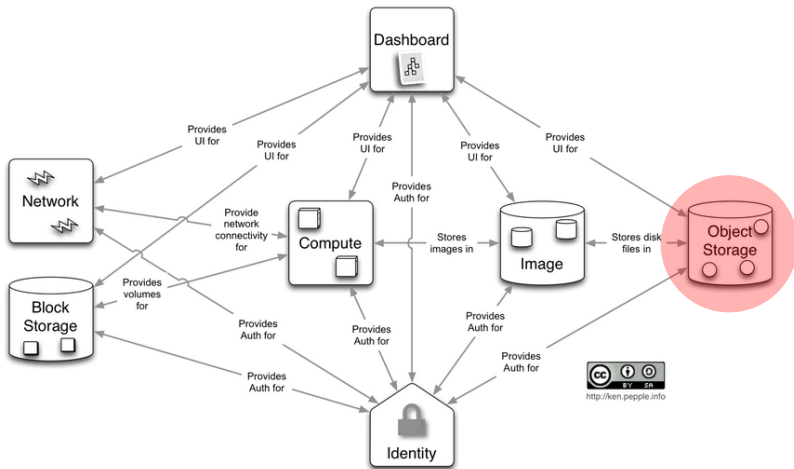 Dashboard
Provides
UI for
Provides
UI for
Provides
UI for
Provides
UI for
Provides
UI for
Provides
Auth for
Network
Provide
network
connectivity
for
Compute
Stores
images in
Image
Stores disk
files in
Object
Storage
Provides
volumes
for
Block
Storage
Provides
Auth for
Provides
Auth for
Provides
Auth for
Provides
Auth for
Provides
Auth for
cc
BY SA
http://ken.pepple.info
Identity